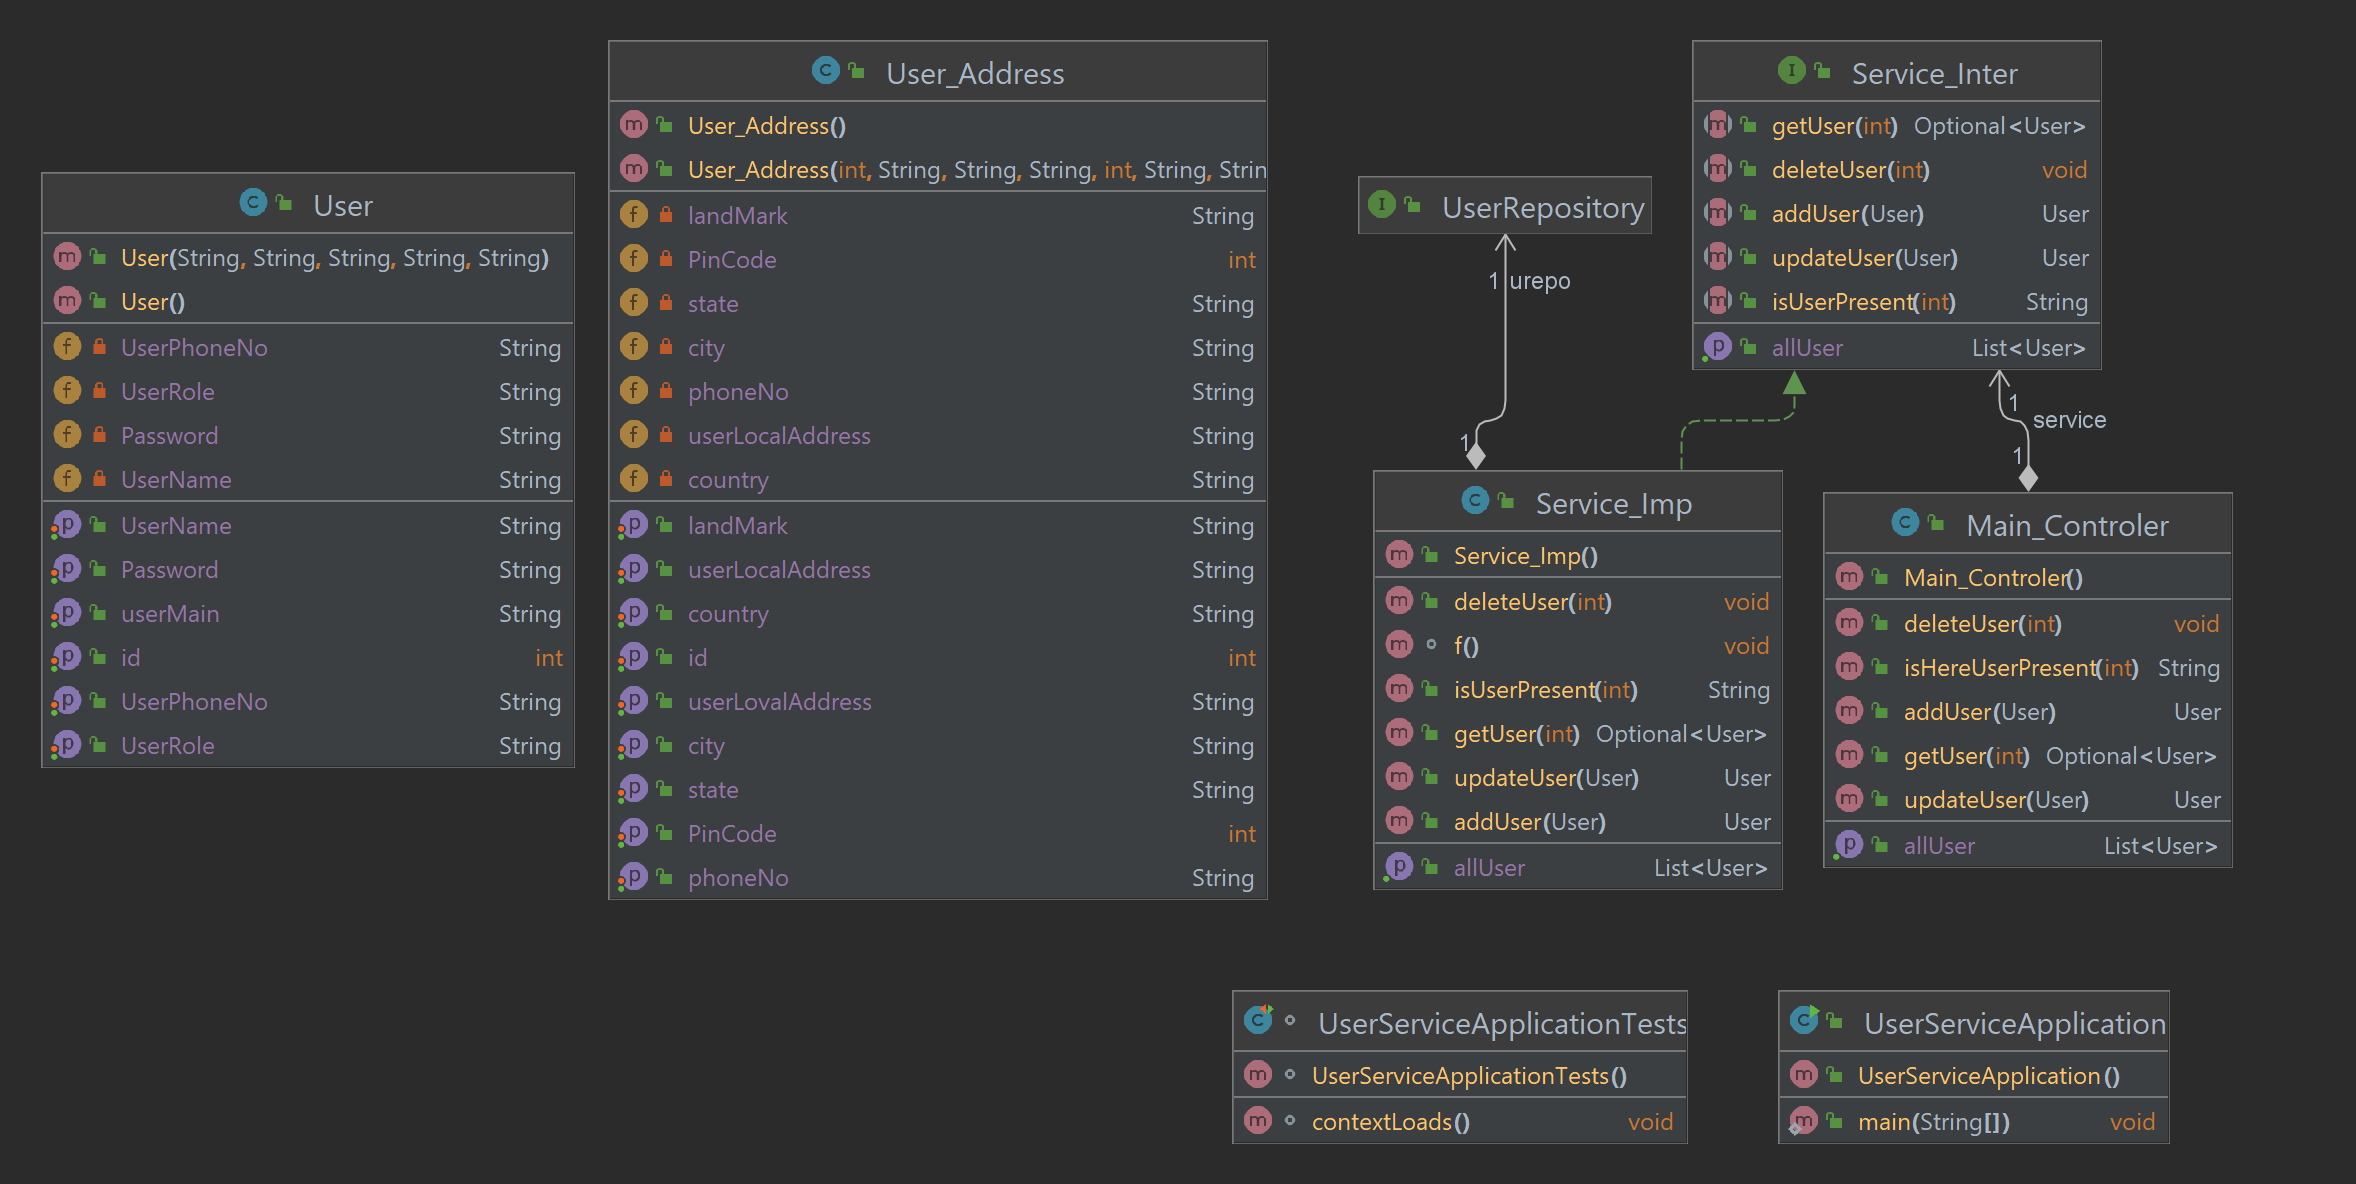 User
User(String, String, String, String, String)
User()
UserPhoneNo String
UserRole String
Password String
UserName String
UserName String
Password String
userMain String
id int
UserPhoneNo String
UserRole String
User_Address
User_Address()
User_Address(int, String, String, String, int, String, Strin
landMark String
PinCode int
state String
city String
phoneNo String
userLocalAddress String
country String
landMark String
userLocalAddress String
country String
id int
userLovalAddress String
city String
state String
PinCode int
phoneNo String
UserRepository
1 urepo
1
Service_Inter
getUser(int) Optional<User>
deleteUser(int) void
addUser(User) User
updateUser(User) User
isUserPresent(int) String
allUser List<User>
1
service
1
Service_Imp
Service_Imp()
deleteUser(int) void
f() void
isUserPresent(int) String
getUser(int) Optional<User>
updateUser(User) User
addUser(User) User
allUser List<User>
Main_Controler
Main_Controler()
deleteUser(int) void
isHereUserPresent(int) String
addUser(User) User
getUser(int) Optional<User>
updateUser(User) User
allUser List<User>
UserServiceApplicationTests
UserServiceApplicationTests()
contextLoads() void
UserServiceApplication
UserServiceApplication()
main(String[]) void